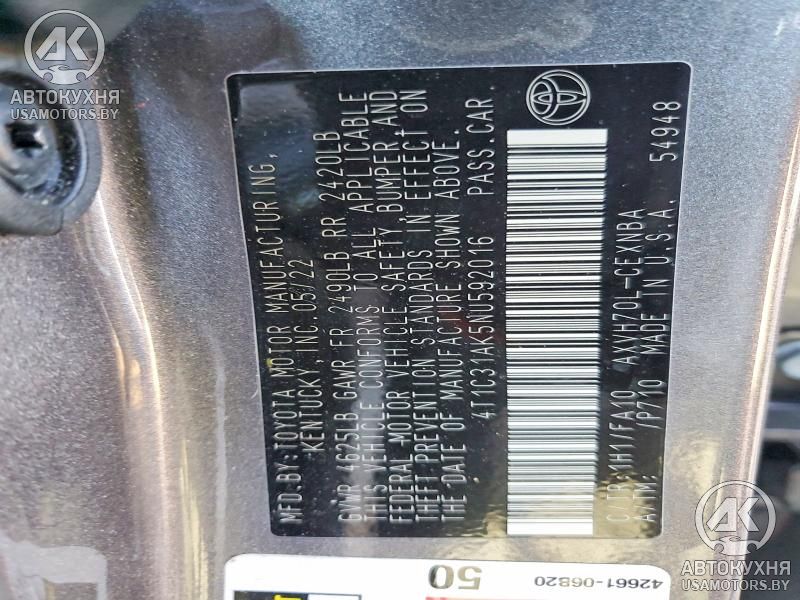 MFD.BY:TOYOTA MOTOR MANUFACTURING,
KENTUCKY, INC. 05/22
GVWR 4625LB GAWR FR 2490LB RR 2420LB
THIS VEHICLE CONFORMS TO ALL APPLICABLE
FEDERAL MOTOR VEHICLE SAFETY, BUMPER AND
THEFT PREVENTION STANDARDS IN EFFECT ON
THE DATE OF MANUFACTURE SHOWN ABOVE.
4T1C31AK5NU592016 PASS.CAR
C/TR:1H1/FA10 AXVH70L-CEXNBA
A/TM: /P710 MADE IN U.S.A. 54948
50
42661-06820
АК
АВТОКУХНЯ
USAMOTORS.BY
АК
АВТОКУХНЯ
USAMOTORS.BY